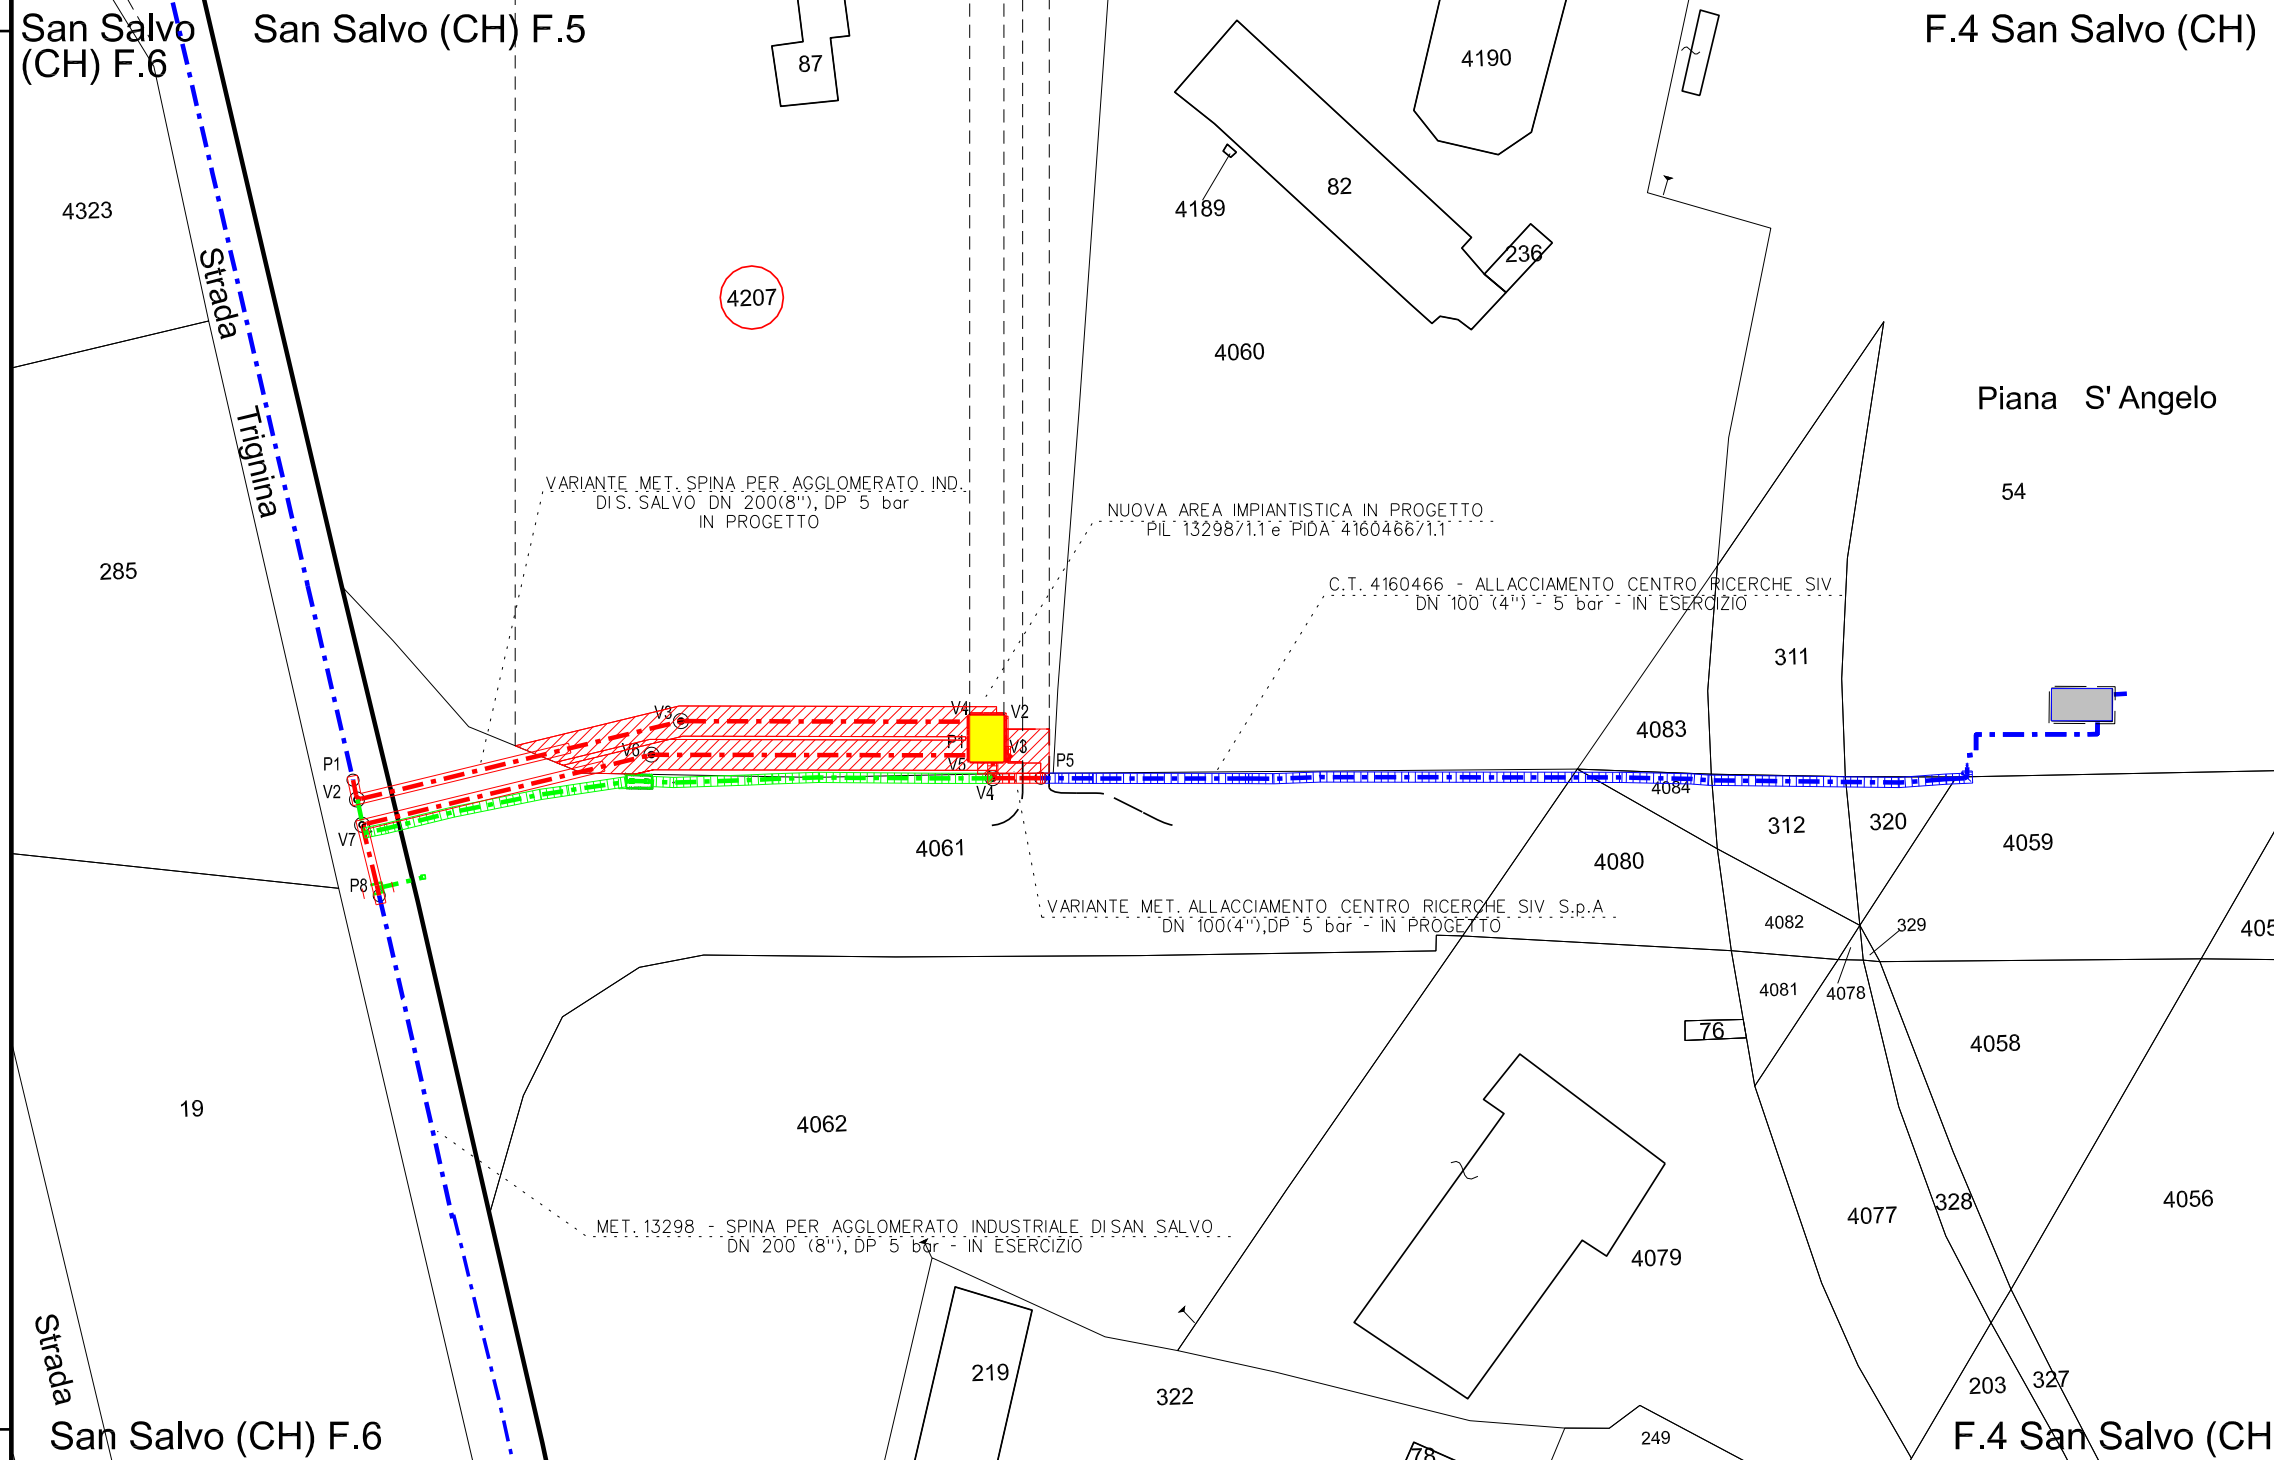 San Salvo
(CH) F.6
San Salvo (CH) F.5
F.4 San Salvo (CH)
87
4190
4323
82
4189
236
Strada
4207
4060
Piana S' Angelo
Trignina
VARIANTE MET. SPINA PER AGGLOMERATO IND.
DI S. SALVO DN 200(8"), DP 5 bar
IN PROGETTO
54
NUOVA AREA IMPIANTISTICA IN PROGETTO
PIL 13298/1.1 e PIDA 4160466/1.1
285
C.T. 4160466 - ALLACCIAMENTO CENTRO RICERCHE SIV
DN 100 (4") - 5 bar - IN ESERCIZIO
311
V3
V4
V2
4083
V6
P1
V3
P1
V5
P5
V2
V4
4084
V7
4061
312
320
4059
4080
P8
VARIANTE MET. ALLACCIAMENTO CENTRO RICERCHE SIV S.p.A
DN 100(4"),DP 5 bar - IN PROGETTO
4082
329
405
4081
4078
76
4058
19
4062
4077
328
4056
MET. 13298 - SPINA PER AGGLOMERATO INDUSTRIALE DI SAN SALVO
DN 200 (8"), DP 5 bar - IN ESERCIZIO
4079
Strada
219
322
203
327
San Salvo (CH) F.6
78
249
F.4 San Salvo (CH